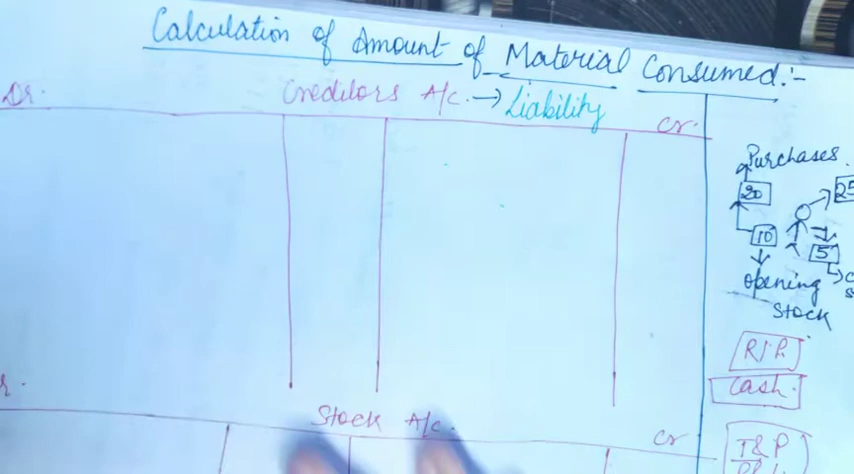 Calculation of Amount of Material Consumed:-
Dr. Creditors A/c. → Liability Cr.
Purchases
20
25
10
5
opening
stock
R/P
Cash.
Stock A/c. Cr
I & P